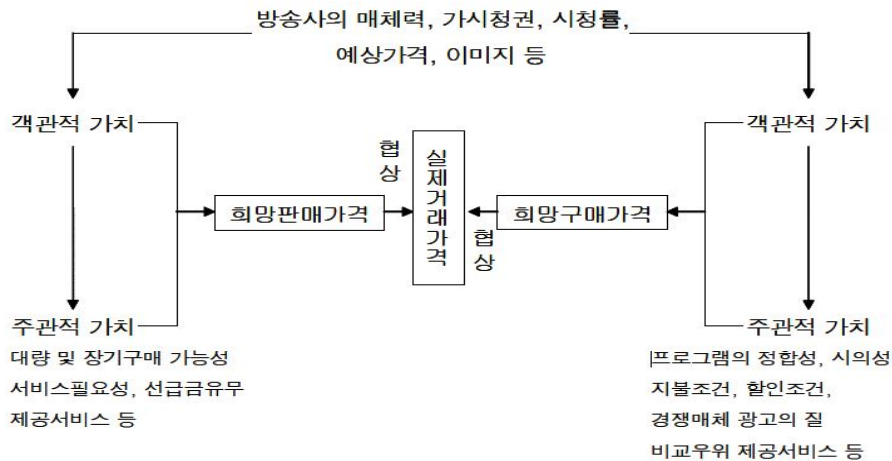 방송사의 매체력, 가시청권, 시청률,
예상가격, 이미지 등
객관적 가치
객관적 가치
협상
실제거래가격
희망판매가격
희망구매가격
협상
주관적 가치
대량 및 장기구매 가능성
서비스필요성, 선급금유무
제공서비스 등
주관적 가치
프로그램의 정합성, 시의성
지불조건, 할인조건,
경쟁매체 광고의 질
비교우위 제공서비스 등